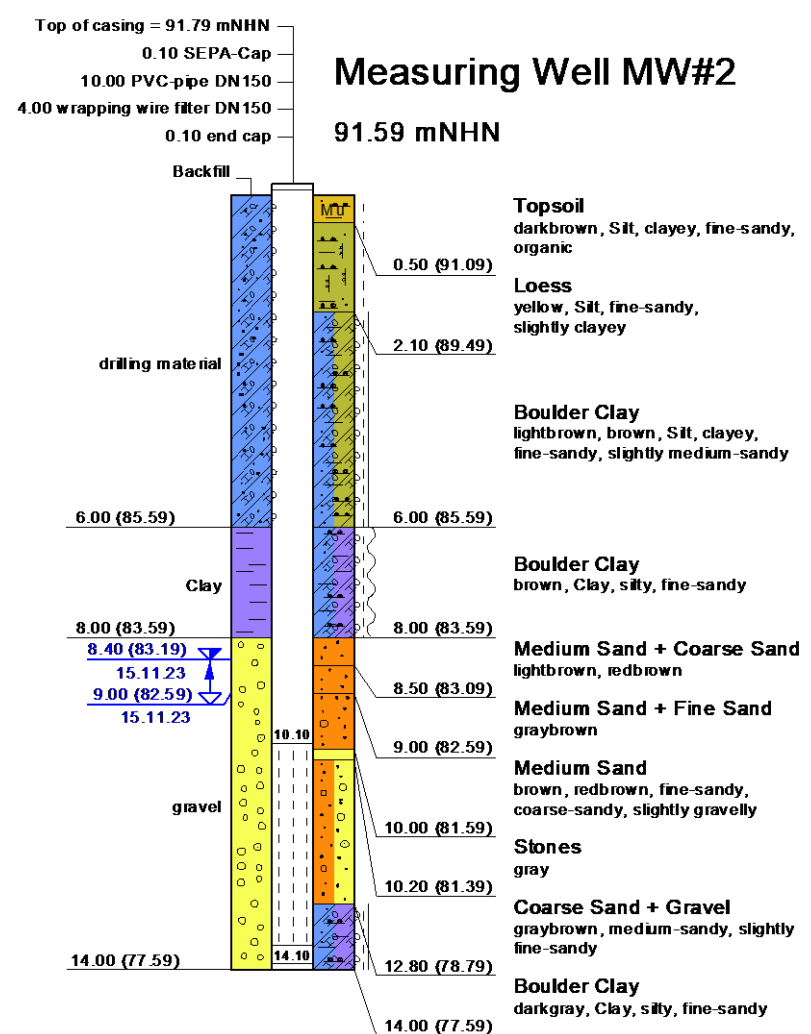 Top of casing = 91.79 mNHN
0.10 SEPA-Cap
10.00 PVC-pipe DN150
4.00 wrapping wire filter DN150
0.10 end cap
Measuring Well MW#2
91.59 mNHN
Backfill
Mu
Topsoil
darkbrown, Silt, clayey, fine-sandy,
organic
0.50 (91.09)
Loess
yellow, Silt, fine-sandy,
slightly clayey
2.10 (89.49)
drilling material
Boulder Clay
lightbrown, brown, Silt, clayey,
fine-sandy, slightly medium-sandy
6.00 (85.59)
6.00 (85.59)
Clay
Boulder Clay
brown, Clay, silty, fine-sandy
8.00 (83.59)
8.00 (83.59)
8.40 (83.19)
15.11.23
9.00 (82.59)
15.11.23
Medium Sand + Coarse Sand
lightbrown, redbrown
8.50 (83.09)
Medium Sand + Fine Sand
graybrown
9.00 (82.59)
10.10
Medium Sand
brown, redbrown, fine-sandy,
coarse-sandy, slightly gravelly
gravel
10.00 (81.59)
Stones
gray
10.20 (81.39)
Coarse Sand + Gravel
graybrown, medium-sandy, slightly
fine-sandy
14.00 (77.59)
14.10
12.80 (78.79)
Boulder Clay
darkgray, Clay, silty, fine-sandy
14.00 (77.59)